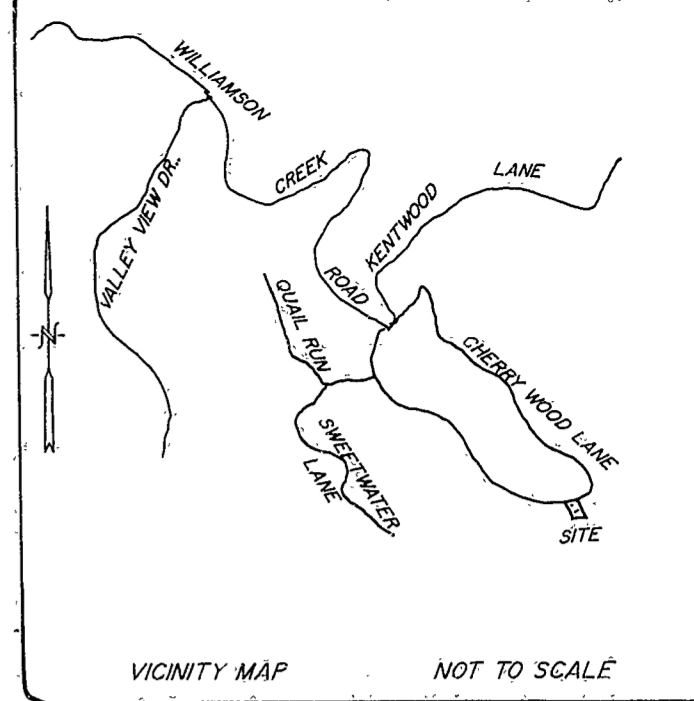 WILLIAMSON
CREEK
ROAD
VALLEY VIEW DR..
KENTWOOD
LANE
QUAIL RUN
CHERRY WOOD LANE
SWEETWATER
LANE
SITE
N
VICINITY MAP
NOT TO SCALE